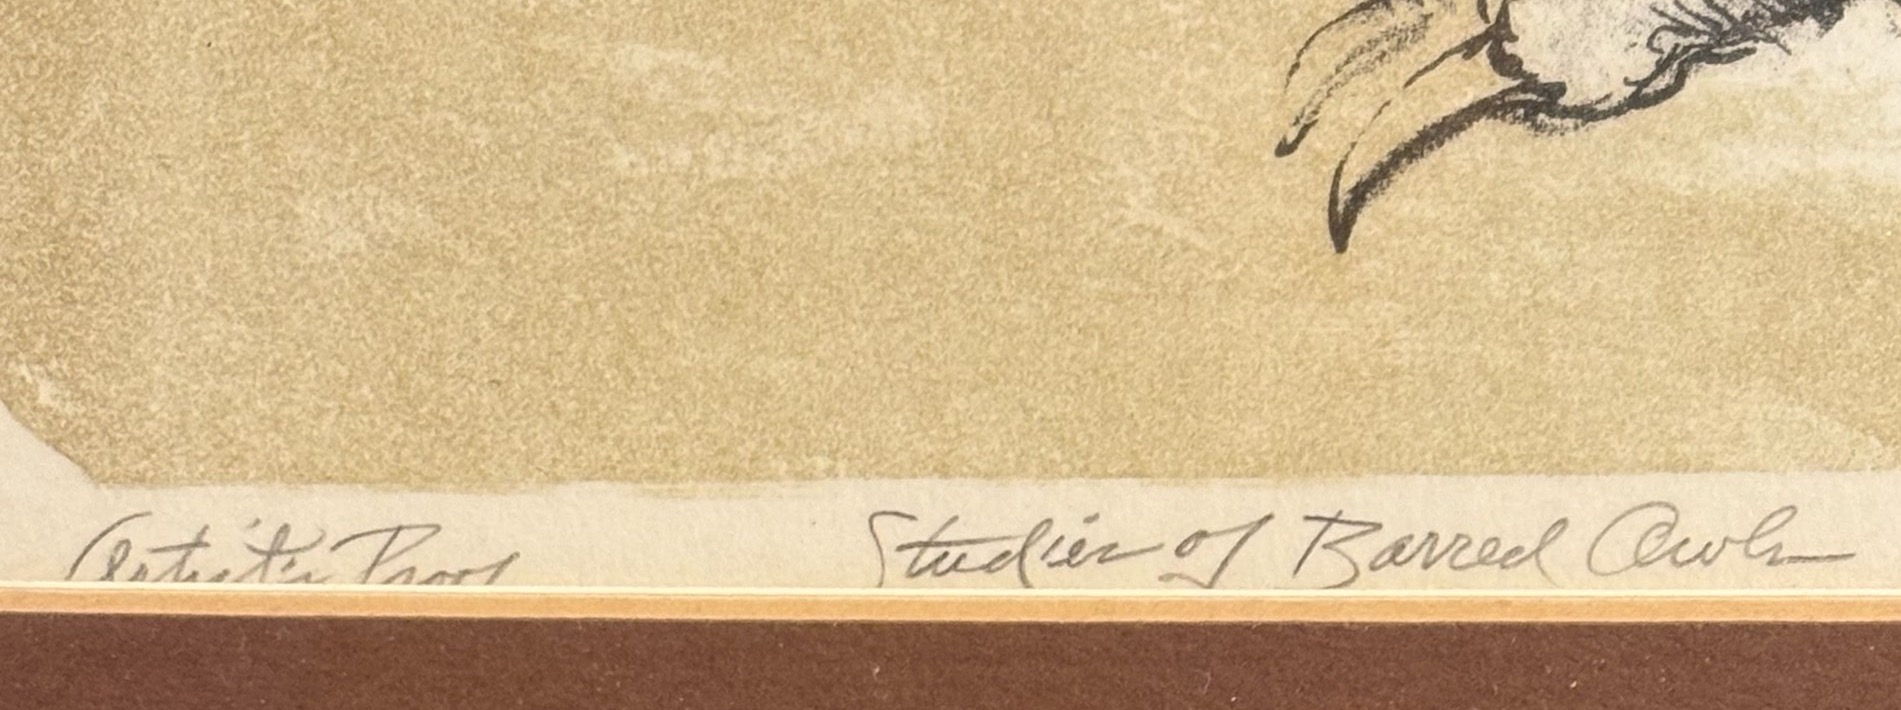 Artist's Proof
Studies of Barred Owls